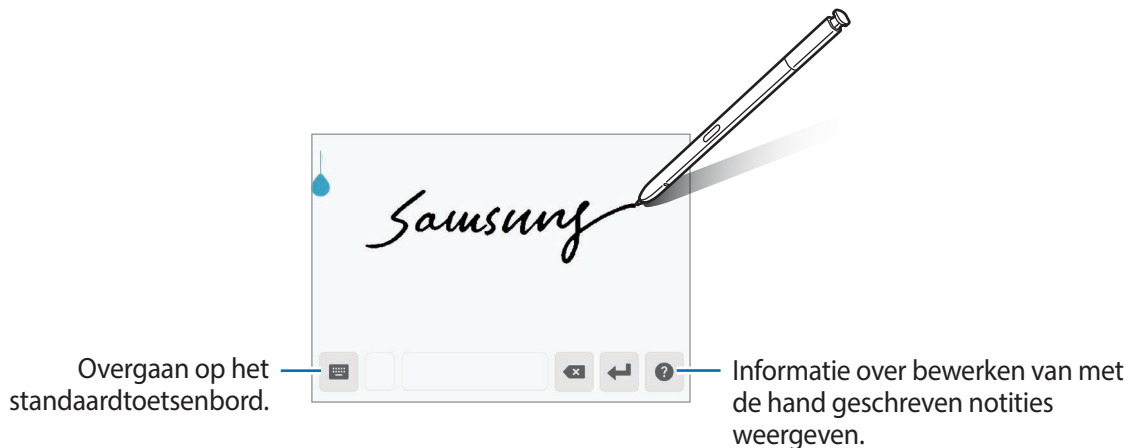 Samsung
Overgaan op het
standaardtoetsenbord.
Informatie over bewerken van met
de hand geschreven notities
weergeven.